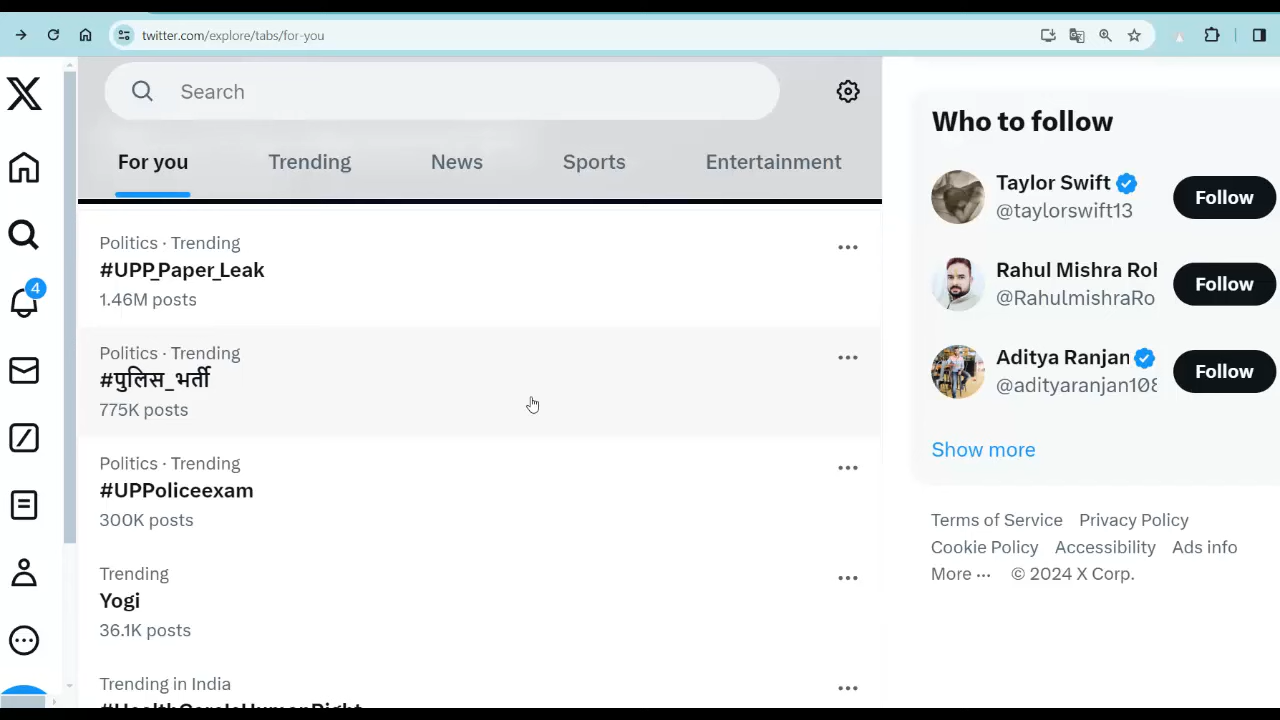 twitter.com/explore/tabs/for-you
Search
For you
Trending
News
Sports
Entertainment
4
Politics · Trending
#UPP_Paper_Leak
1.46M posts
Politics · Trending
#पुलिस_भर्ती
775K posts
Politics · Trending
#UPPoliceexam
300K posts
Trending
Yogi
36.1K posts
Trending in India
#HealthCareIsHumanRight
Who to follow
Taylor Swift
@taylorswift13
Follow
Rahul Mishra
@RahulmishraRo
Follow
Aditya Ranjan
@adityaranjan108
Follow
Show more
Terms of Service Privacy Policy
Cookie Policy Accessibility Ads info
More ··· © 2024 X Corp.